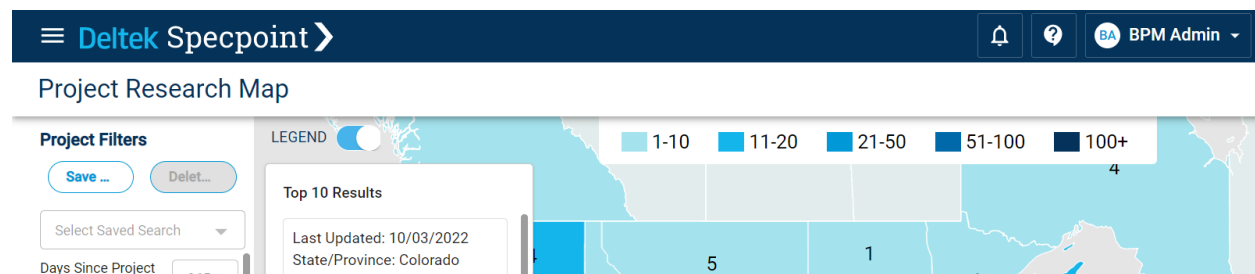 Deltek Specpoint
BA BPM Admin
Project Research Map
Project Filters
Save ...
Delet...
Select Saved Search
Days Since Project
LEGEND
1-10
11-20
21-50
51-100
100+
Top 10 Results
Last Updated: 10/03/2022
State/Province: Colorado
4
5
1